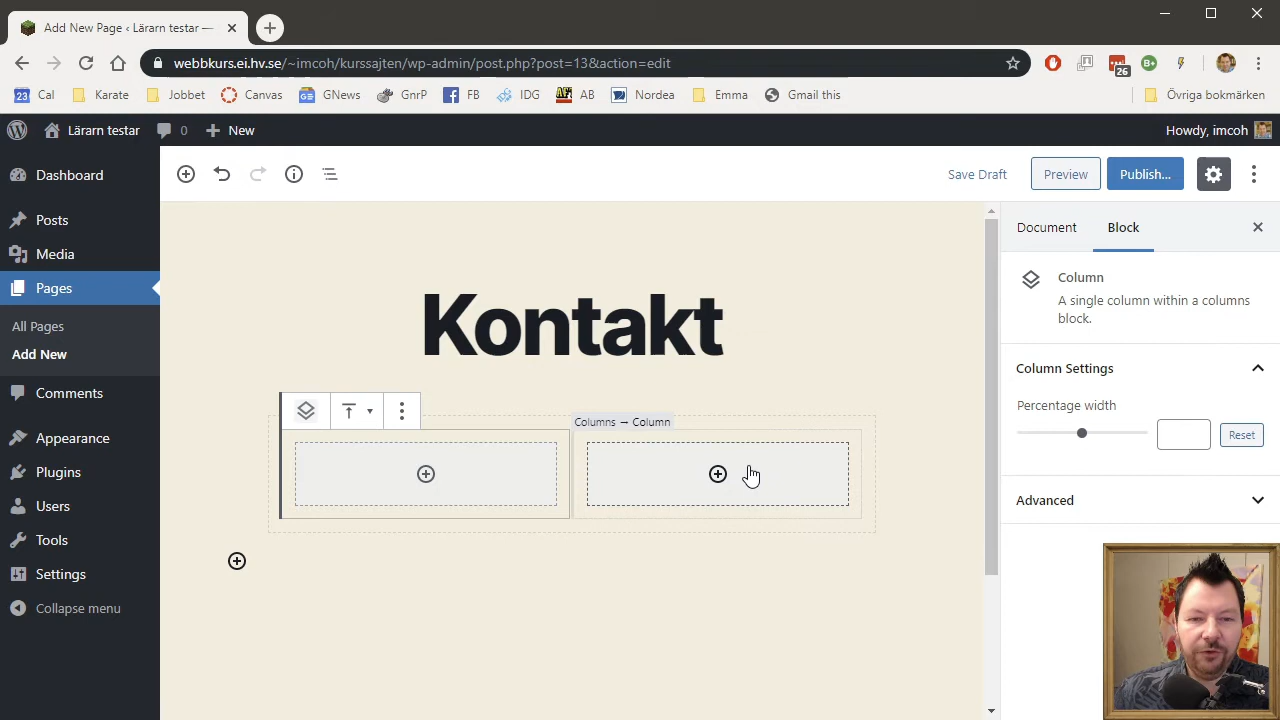 Add New Page ‹ Lärarn testar —
webbkurs.ei.hv.se/~imcoh/kurssajten/wp-admin/post.php?post=13&action=edit
26
23 Cal Karate Jobbet Canvas GNews GnrP FB IDG AB Nordea Emma Gmail this Övriga bokmärken
Lärarn testar 0 New Howdy, imcoh
Dashboard
Posts
Media
Pages
All Pages
Add New
Comments
Appearance
Plugins
Users
Tools
Settings
Collapse menu
Save Draft Preview Publish...
Kontakt
Columns → Column
Document Block
Column
A single column within a columns
block.
Column Settings
Percentage width
Reset
Advanced